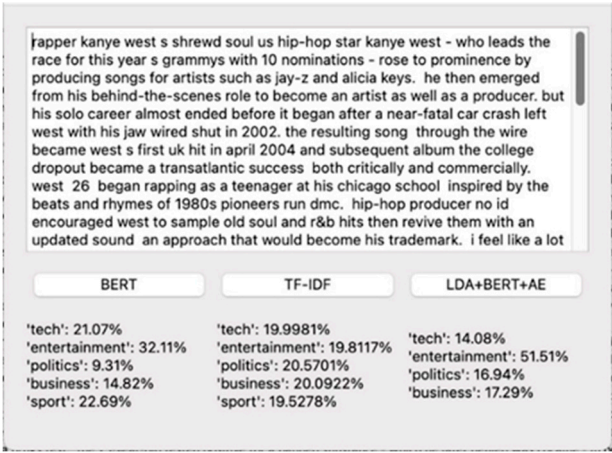 rapper kanye west s shrewd soul us hip-hop star kanye west - who leads the
race for this year s grammys with 10 nominations - rose to prominence by
producing songs for artists such as jay-z and alicia keys.  he then emerged
from his behind-the-scenes role to become an artist as well as a producer. but
his solo career almost ended before it began after a near-fatal car crash left
west with his jaw wired shut in 2002. the resulting song  through the wire
became west s first uk hit in april 2004 and subsequent album the college
dropout became a transatlantic success  both critically and commercially.
west  26  began rapping as a teenager at his chicago school  inspired by the
beats and rhymes of 1980s pioneers run dmc.  hip-hop producer no id
encouraged west to sample old soul and r&b hits then revive them with an
updated sound  an approach that would become his trademark.  i feel like a lot
BERT
TF-IDF
LDA+BERT+AE
'tech': 21.07%
'entertainment': 32.11%
'politics': 9.31%
'business': 14.82%
'sport': 22.69%
'tech': 19.9981%
'entertainment': 19.8117%
'politics': 20.5701%
'business': 20.0922%
'sport': 19.5278%
'tech': 14.08%
'entertainment': 51.51%
'politics': 16.94%
'business': 17.29%